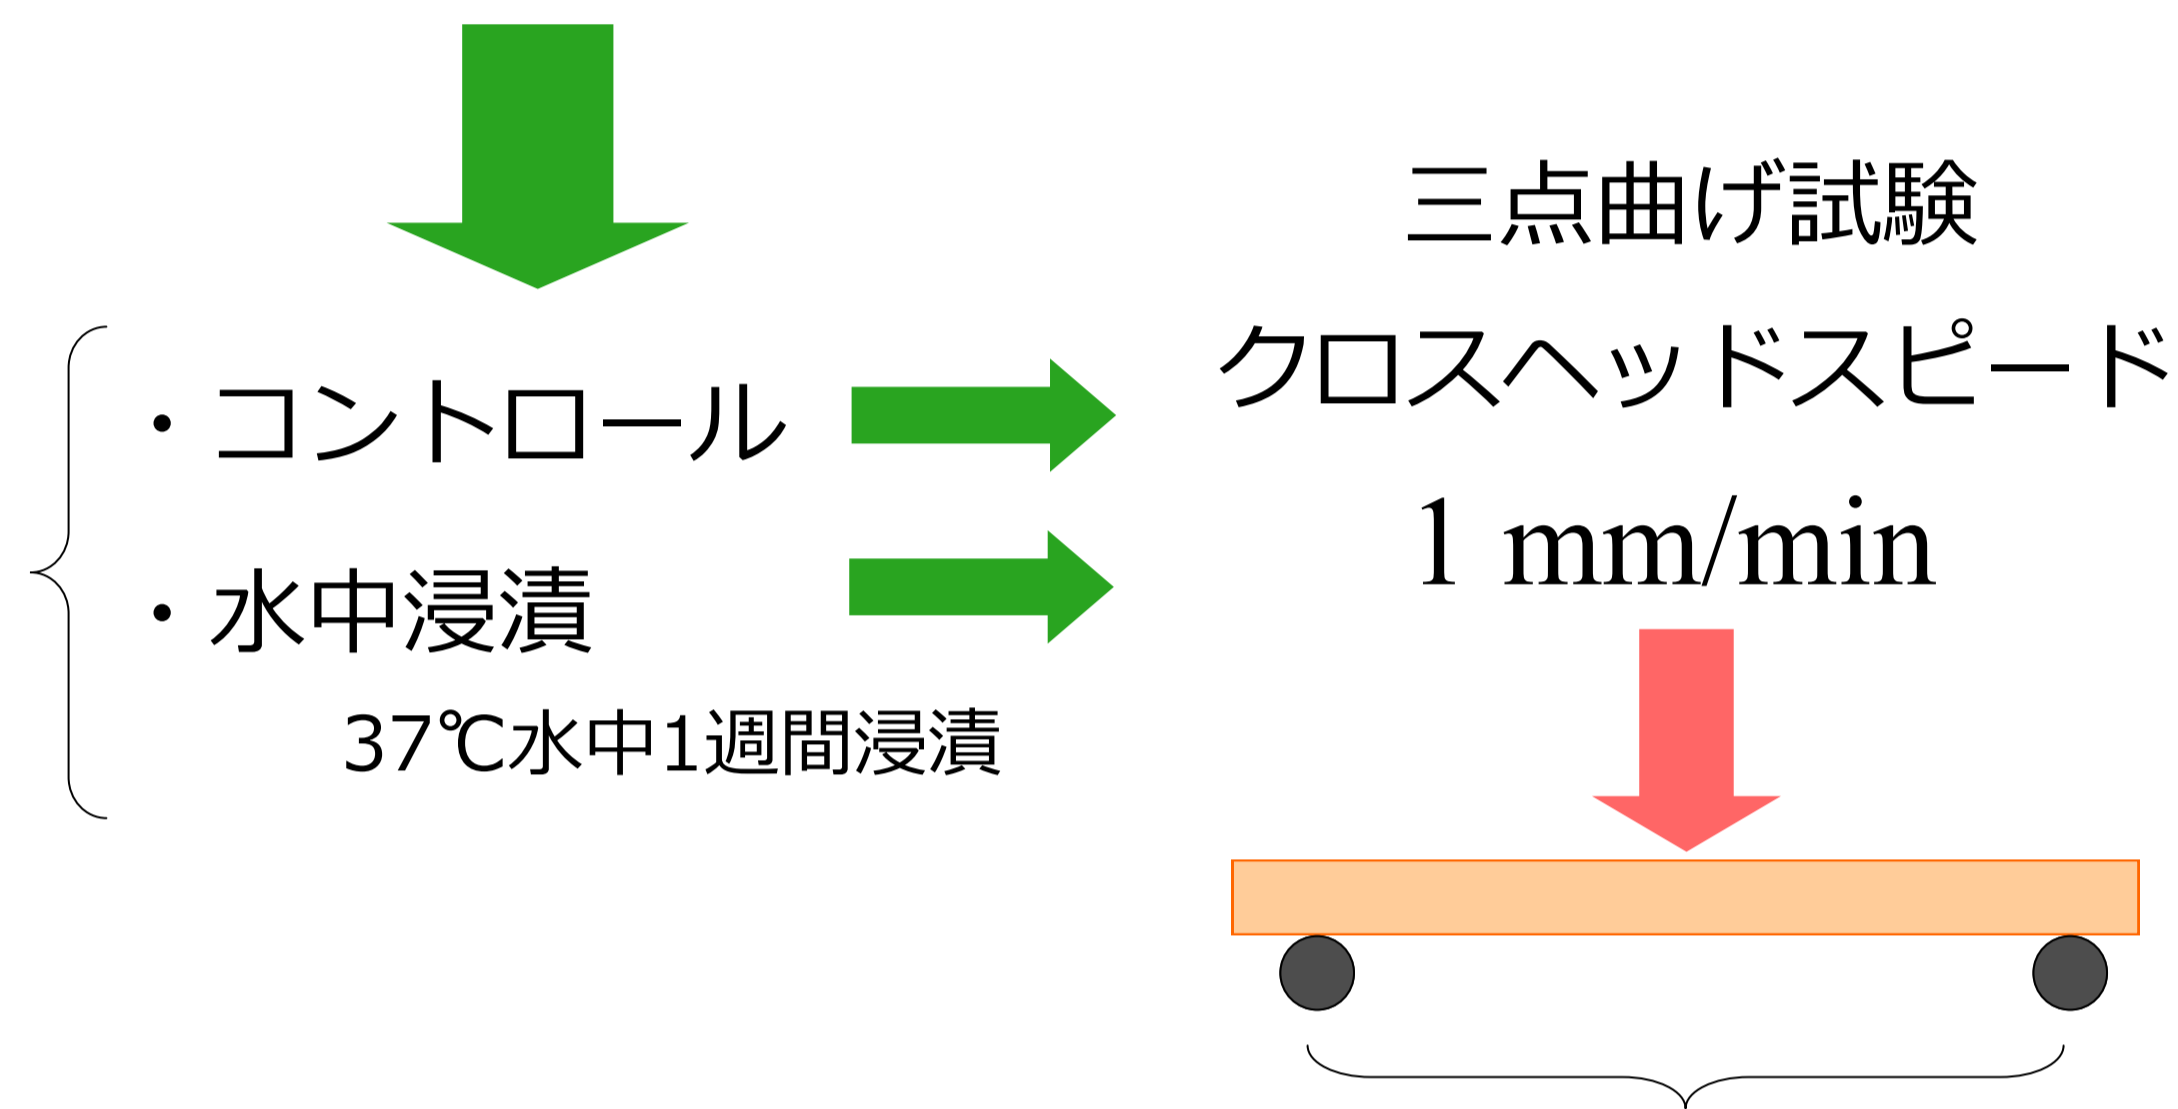 ・コントロール
・水中浸漬
37℃水中1週間浸漬
三点曲げ試験
クロスヘッドスピード
1 mm/min